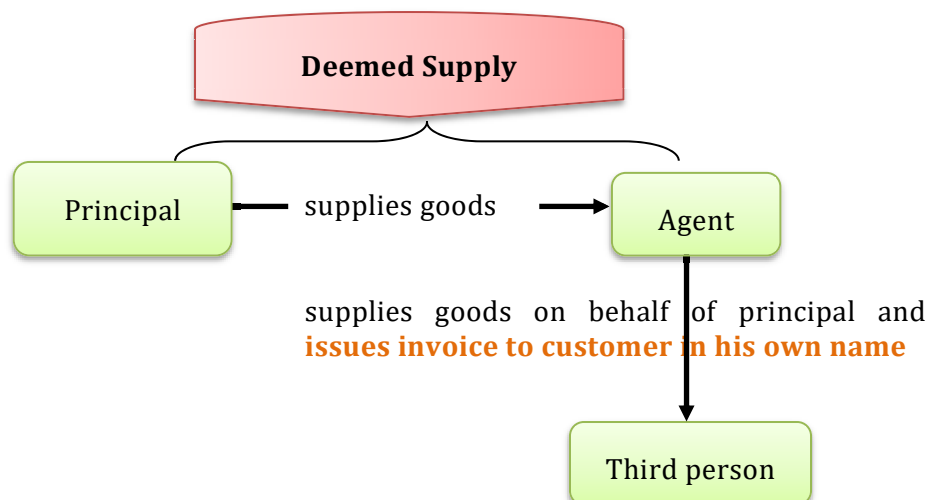 Deemed Supply
Principal
supplies goods
Agent
supplies goods on behalf of principal and
issues invoice to customer in his own name
Third person